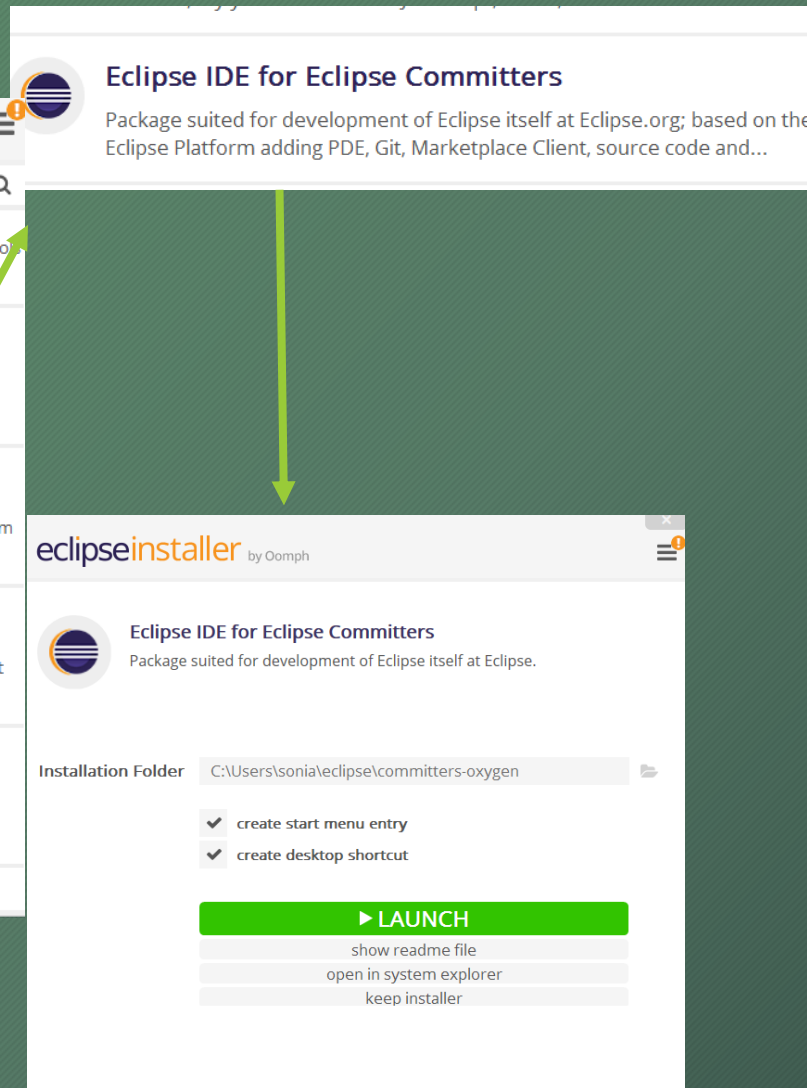 Eclipse IDE for Eclipse Committers
Package suited for development of Eclipse itself at Eclipse.org; based on the
Eclipse Platform adding PDE, Git, Marketplace Client, source code and...
eclipseinstaller by Oomph
Eclipse IDE for Eclipse Committers
Package suited for development of Eclipse itself at Eclipse.
Installation Folder C:\Users\sonia\eclipse\committers-oxygen
create start menu entry
create desktop shortcut
LAUNCH
show readme file
open in system explorer
keep installer